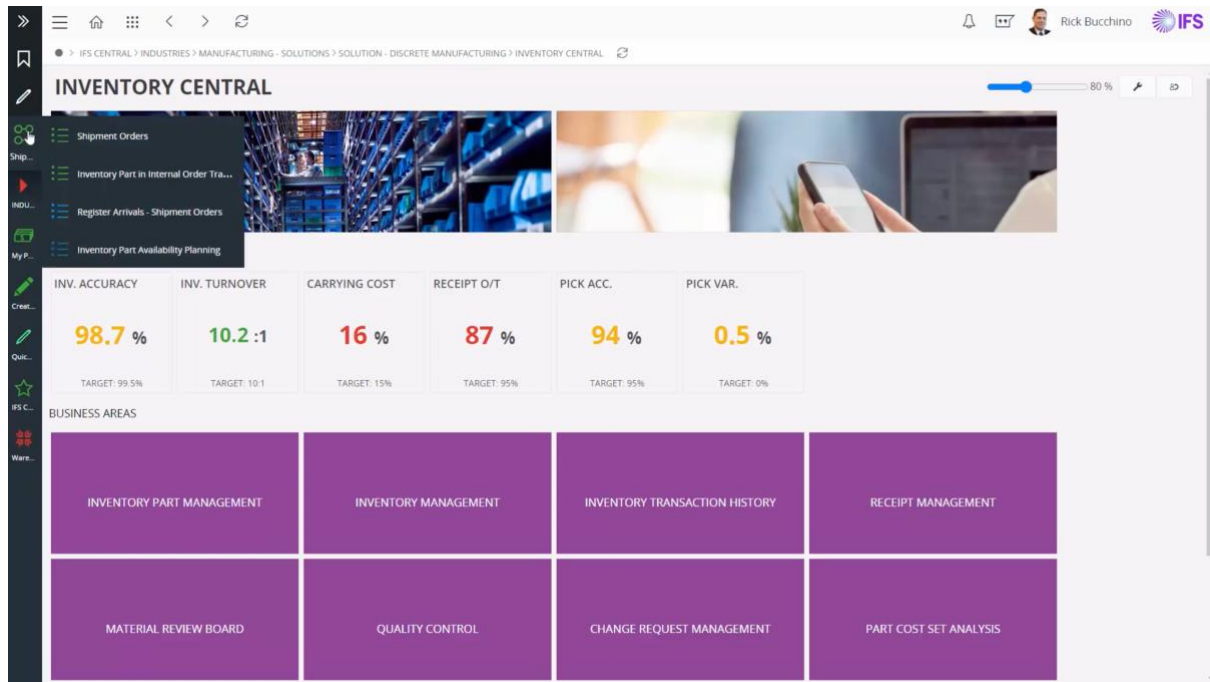 Rick Bucchino
IFS
> IFS CENTRAL > INDUSTRIES > MANUFACTURING - SOLUTIONS > SOLUTION - DISCRETE MANUFACTURING > INVENTORY CENTRAL
INVENTORY CENTRAL
80 %
Ship...
INDU...
My P...
Creat...
Quic...
IFS C...
Ware...
Shipment Orders
Inventory Part in Internal Order Tra...
Register Arrivals - Shipment Orders
Inventory Part Availability Planning
INV. ACCURACY
98.7 %
TARGET: 99.5%
INV. TURNOVER
10.2 :1
TARGET: 10:1
CARRYING COST
16 %
TARGET: 15%
RECEIPT O/T
87 %
TARGET: 95%
PICK ACC.
94 %
TARGET: 95%
PICK VAR.
0.5 %
TARGET: 0%
BUSINESS AREAS
INVENTORY PART MANAGEMENT
INVENTORY MANAGEMENT
INVENTORY TRANSACTION HISTORY
RECEIPT MANAGEMENT
MATERIAL REVIEW BOARD
QUALITY CONTROL
CHANGE REQUEST MANAGEMENT
PART COST SET ANALYSIS